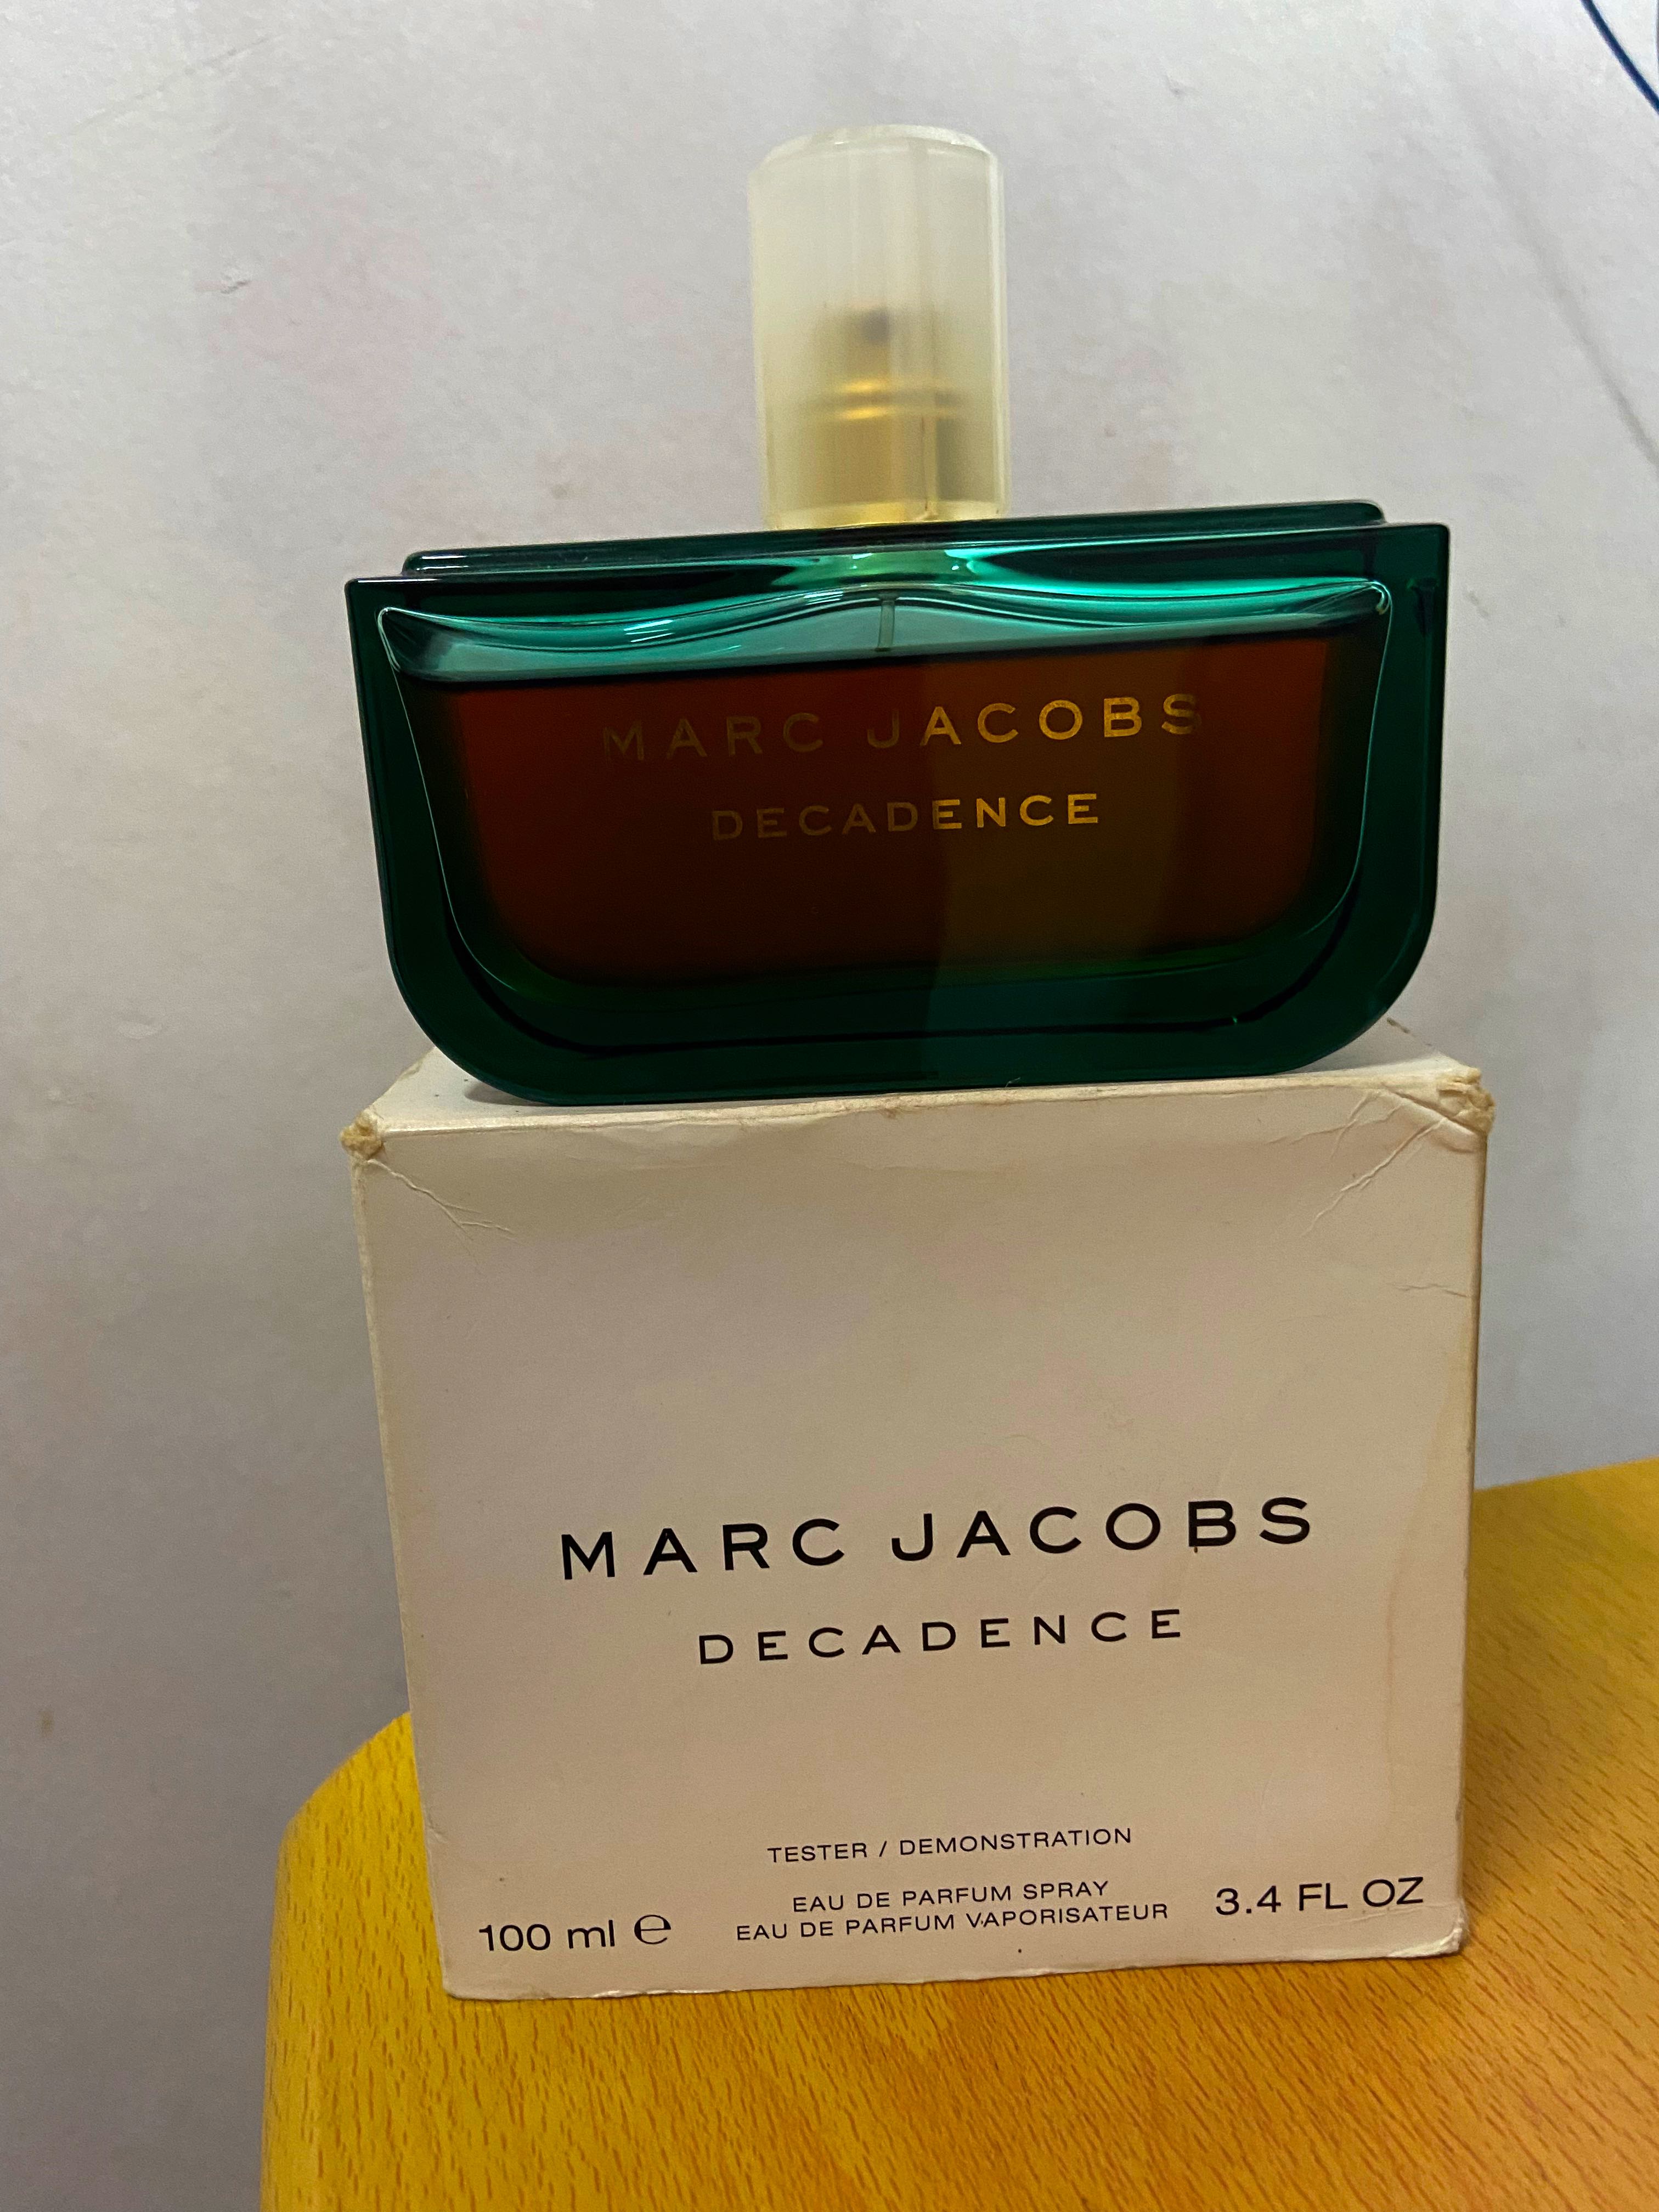 MARC JACOBS
DECADENCE
MARC JACOBS
DECADENCE
TESTER / DEMONSTRATION
EAU DE PARFUM SPRAY
EAU DE PARFUM VAPORISATEUR
100 ml ℮
3.4 FL OZ